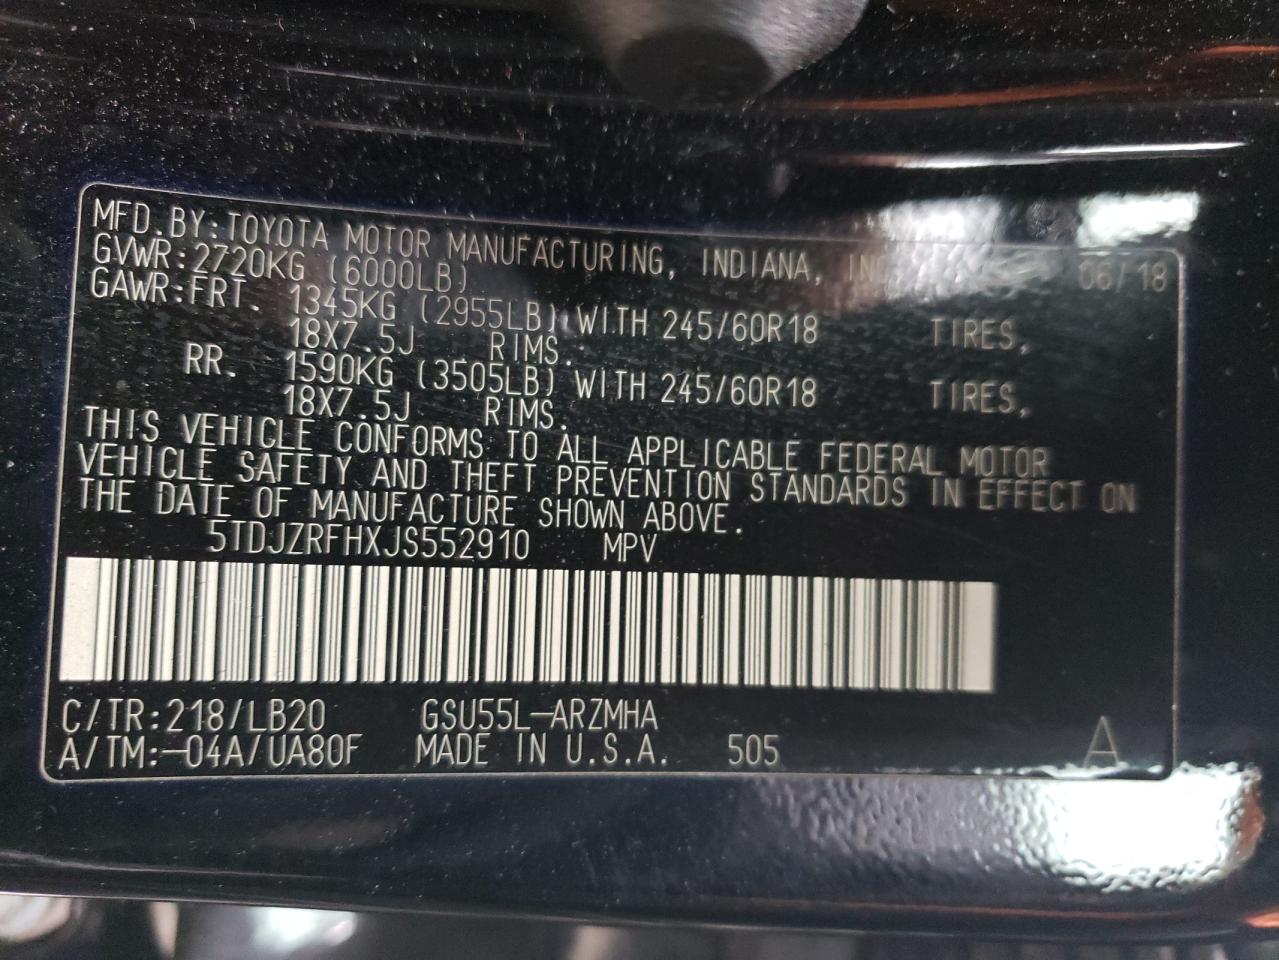 MFD.BY:TOYOTA MOTOR MANUFACTURING, INDIANA, INC 06/18
GVWR:2720KG (6000LB)
GAWR:FRT. 1345KG (2955LB) WITH 245/60R18 TIRES,
18X7.5J RIMS.
RR. 1590KG (3505LB) WITH 245/60R18 TIRES,
18X7.5J RIMS.
THIS VEHICLE CONFORMS TO ALL APPLICABLE FEDERAL MOTOR
VEHICLE SAFETY AND THEFT PREVENTION STANDARDS IN EFFECT ON
THE DATE OF MANUFACTURE SHOWN ABOVE.
5TDJZRFHXJS552910 MPV
C/TR:218/LB20 GSU55L-ARZMHA
A/TM:-04A/UA80F MADE IN U.S.A. 505 A